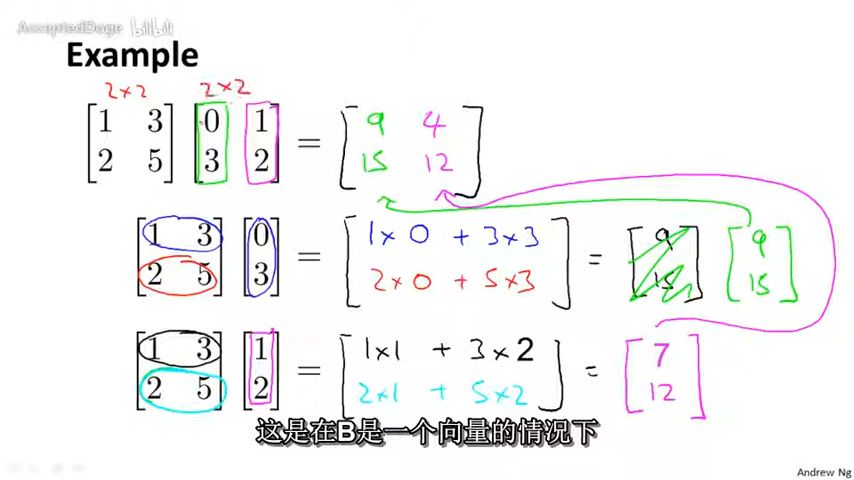 AcceptedDoge bilibili
Example
2×2 2×2
1 3 0 1 = 9 4
2 5 3 2 15 12
1 3 0 = 1×0 + 3×3 = 9 9
2 5 3 2×0 + 5×3 15 15
1 3 1 = 1×1 + 3×2 = 7
2 5 2 2×1 + 5×2 12
这是在B是一个向量的情况下
Andrew Ng